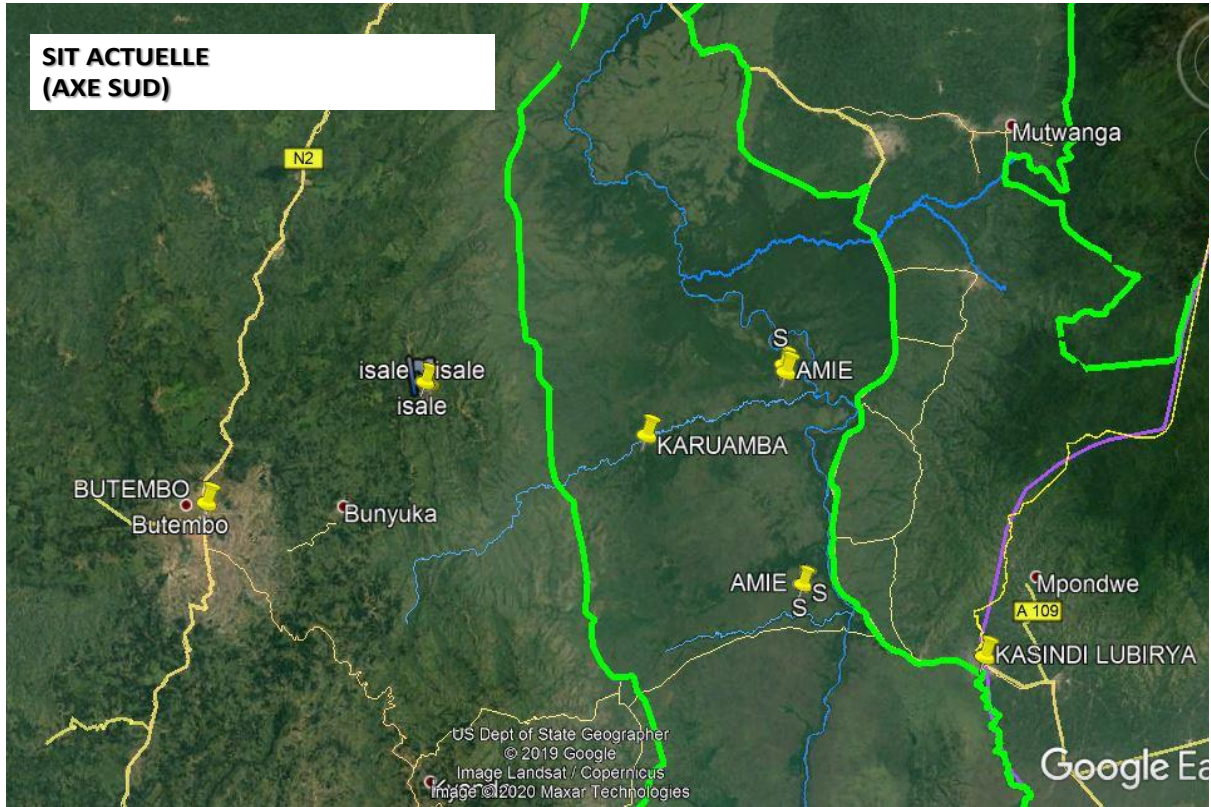 SIT ACTUELLE
(AXE SUD)
N2
Mutwanga
S
AMIE
isale isale
isale
KARUAMBA
BUTEMBO
Butembo
Bunyuka
AMIE
S
S
Mpondwe
A 109
KASINDI LUBIRYA
US Dept of State Geographer
© 2019 Google
Image Landsat / Copernicus
Image © 2020 Maxar Technologies
Google Ea